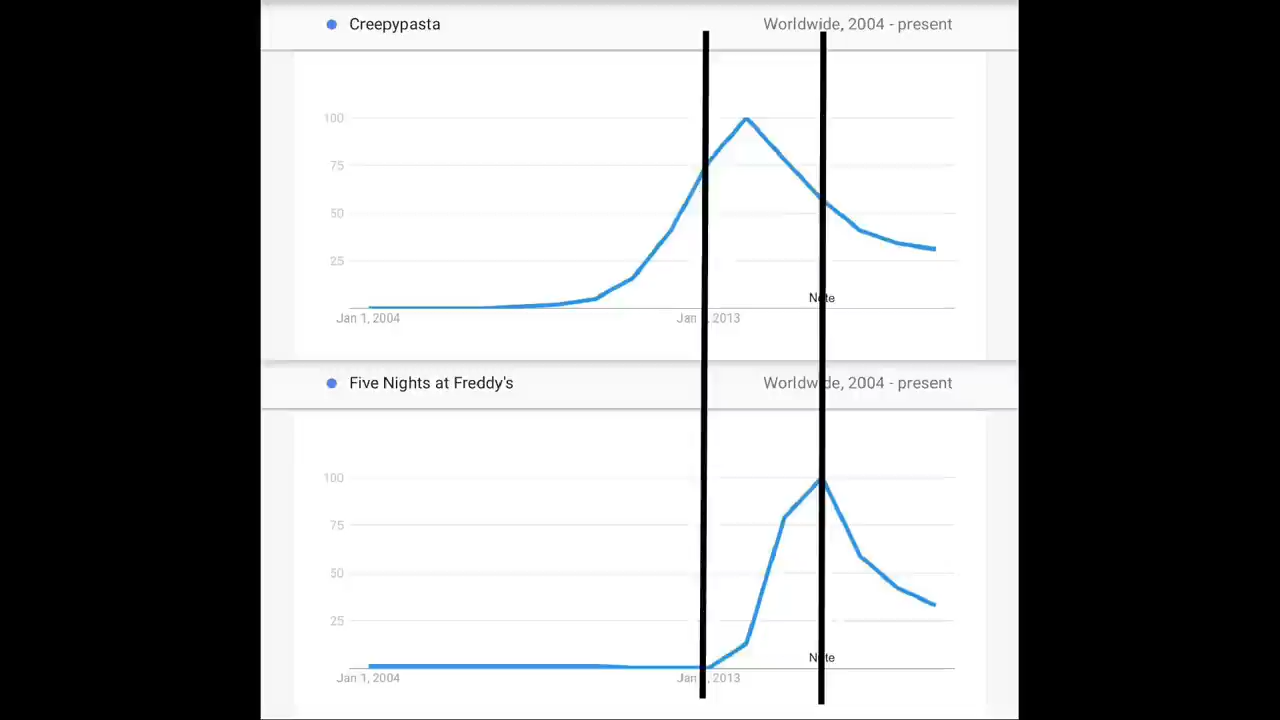 Creepypasta Worldwide, 2004 - present
100
75
50
25
Note
Jan 1, 2004 Jan 1, 2013
Five Nights at Freddy's Worldwide, 2004 - present
100
75
50
25
Note
Jan 1, 2004 Jan 1, 2013